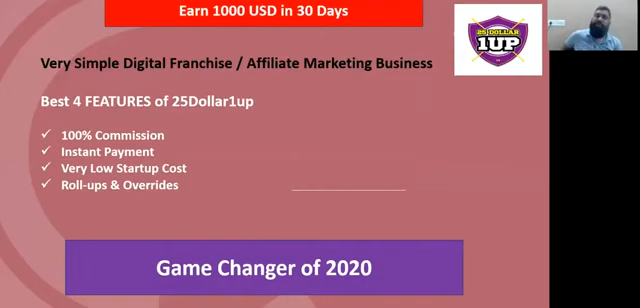 Earn 1000 USD in 30 Days
25 DOLLAR
1UP
Very Simple Digital Franchise / Affiliate Marketing Business
Best 4 FEATURES of 25Dollar1up
✓ 100% Commission
✓ Instant Payment
✓ Very Low Startup Cost
✓ Roll-ups & Overrides
Game Changer of 2020